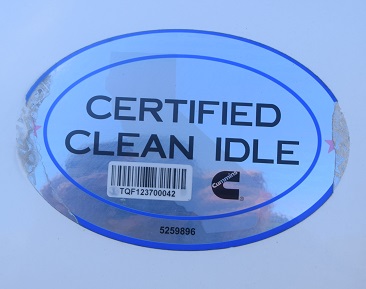 CERTIFIED
CLEAN IDLE
TQF123700042
Cummins
5259896